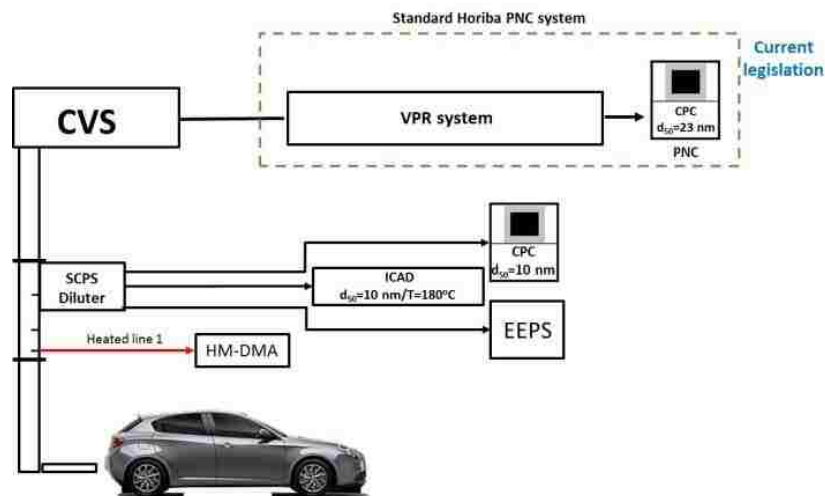 Standard Horiba PNC system
Current
legislation
CVS
VPR system
CPC
d₅₀=23 nm
PNC
SCPS
Diluter
CPC
d₅₀=10 nm
ICAD
d₅₀=10 nm/T=180°C
EEPS
Heated line 1
HM-DMA